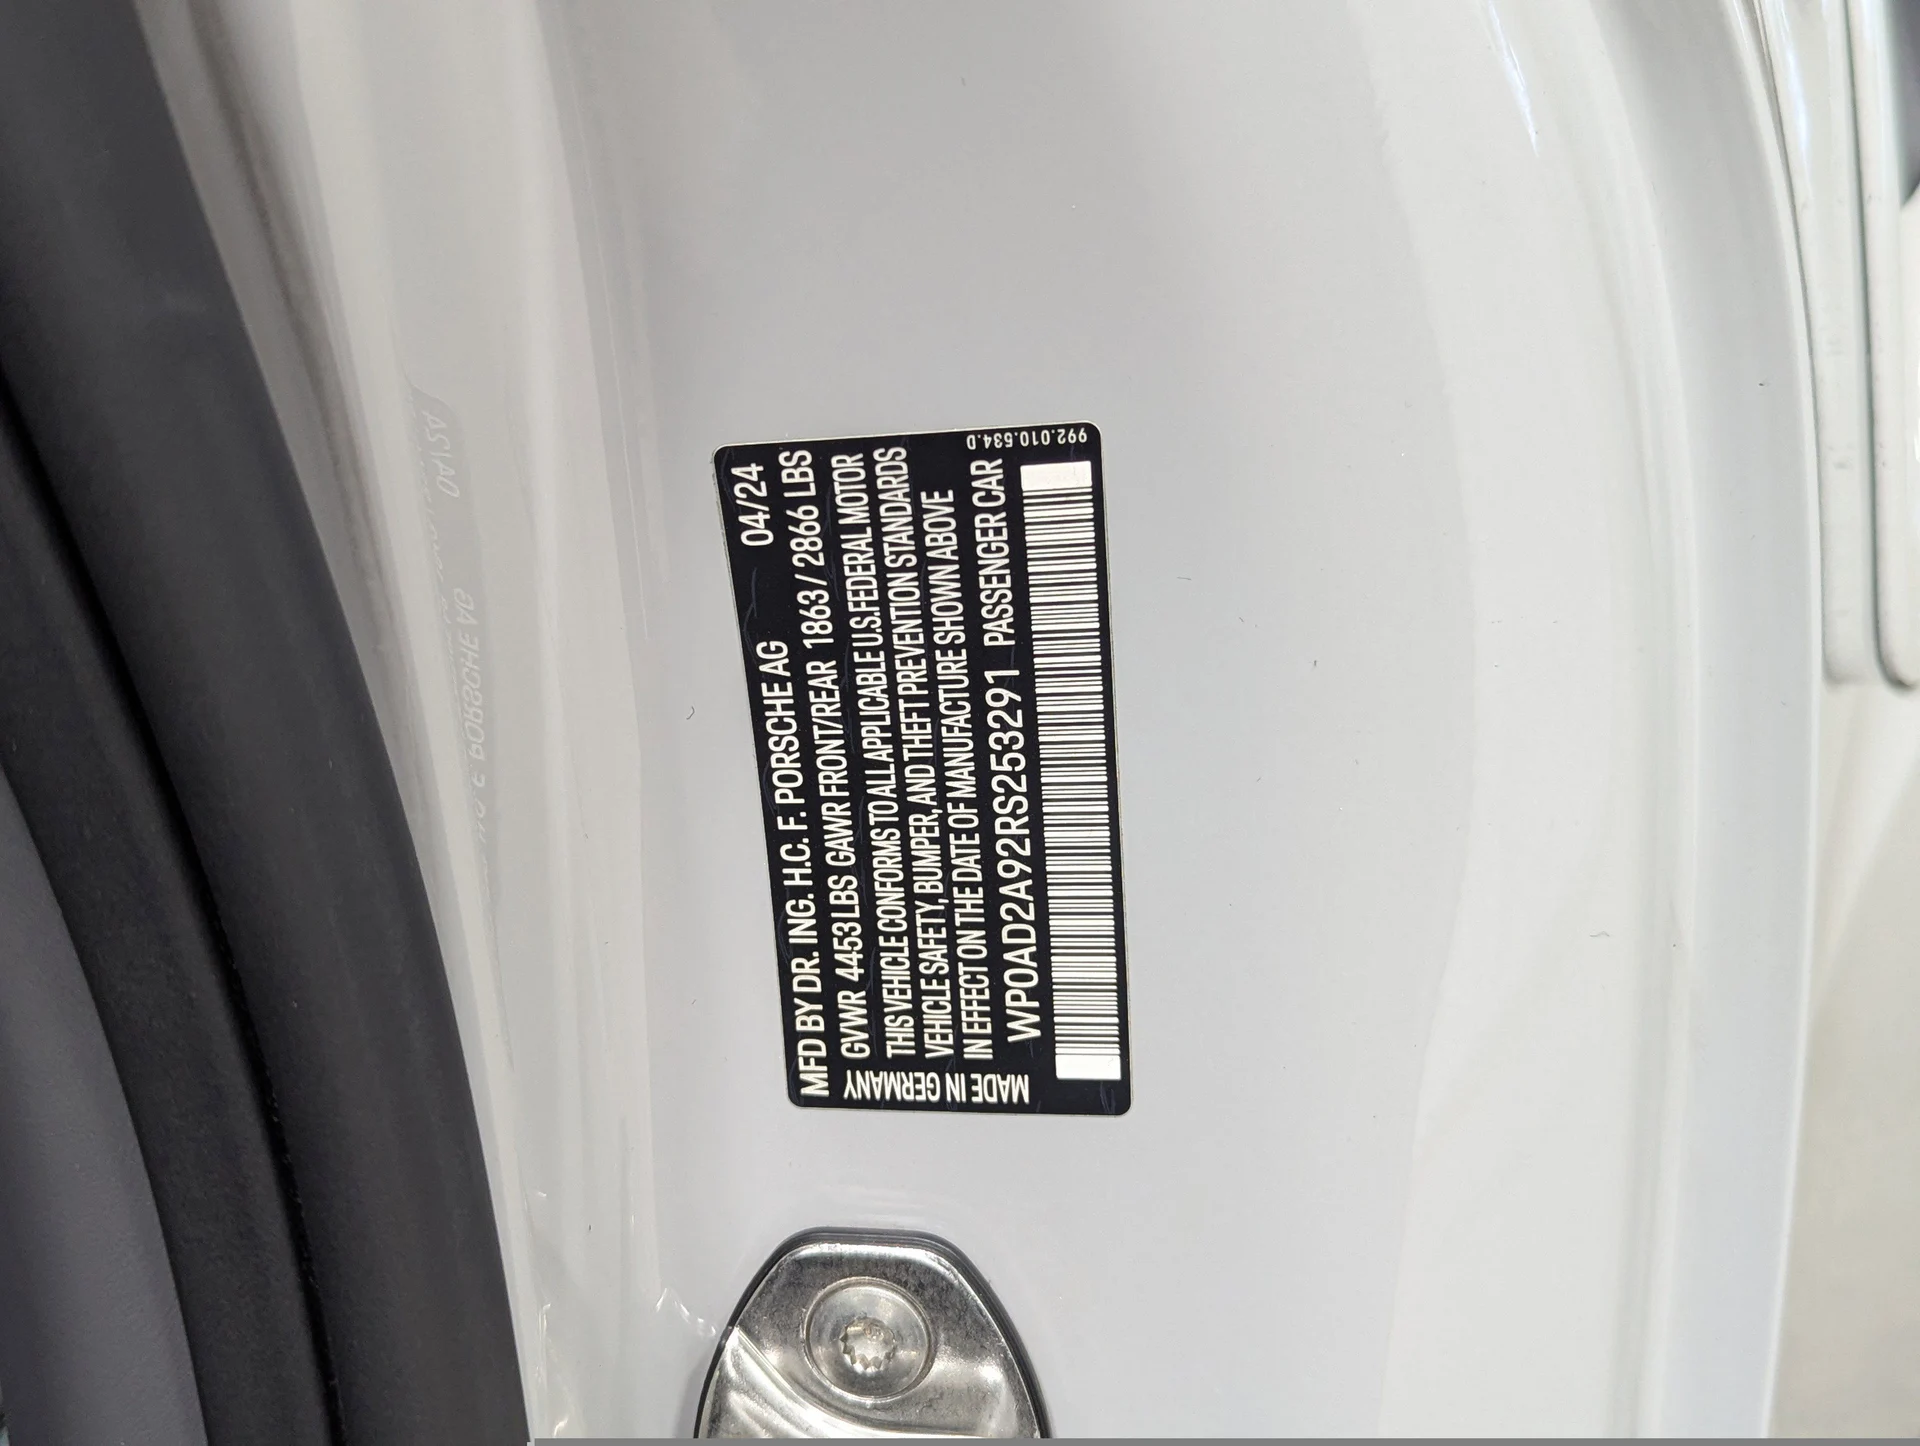 MFD BY DR. ING. H.C. F. PORSCHE AG 04/24
GVWR 4453 LBS GAWR FRONT/REAR 1863 / 2866 LBS
THIS VEHICLE CONFORMS TO ALL APPLICABLE U.S. FEDERAL MOTOR
VEHICLE SAFETY, BUMPER, AND THEFT PREVENTION STANDARDS
IN EFFECT ON THE DATE OF MANUFACTURE SHOWN ABOVE
WP0AD2A92RS253291 PASSENGER CAR
MADE IN GERMANY
992.010.534.D